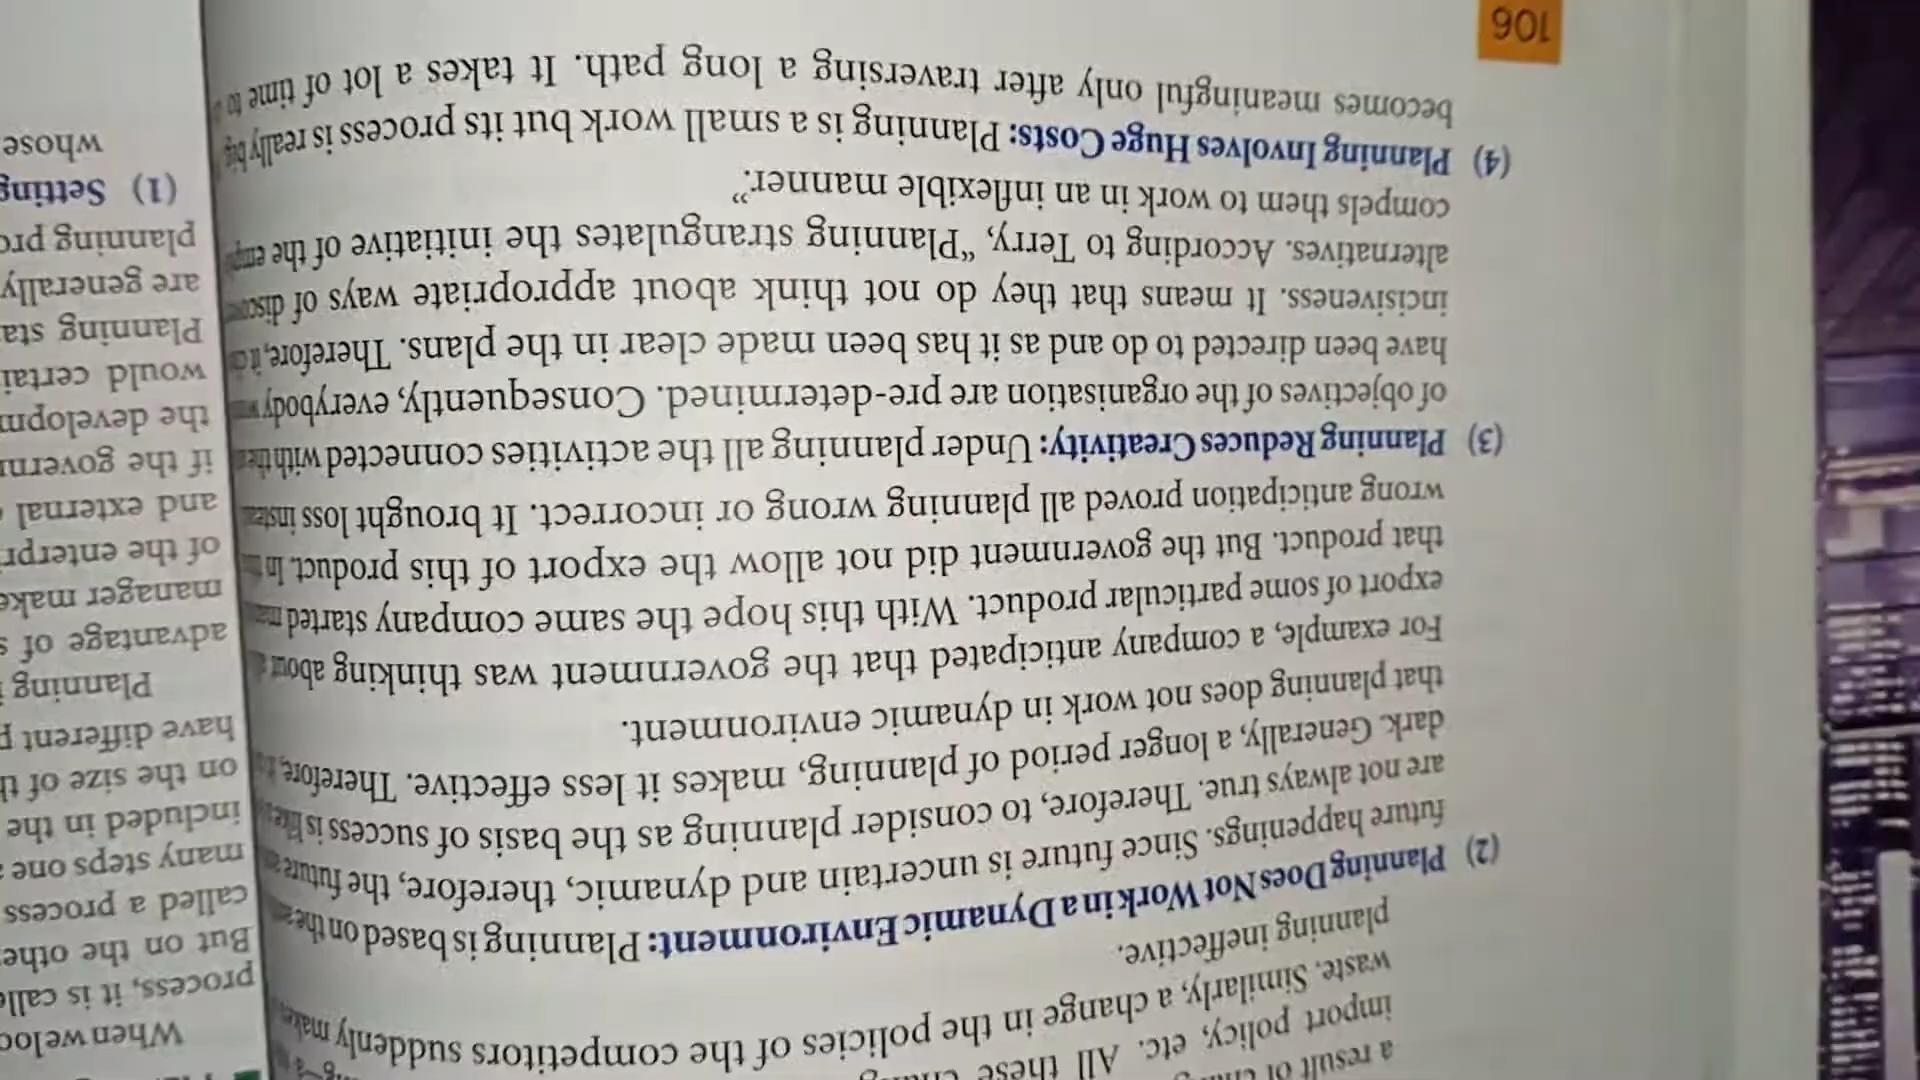 a result of
import policy, etc. All these
waste. Similarly, a change in the policies of the competitors suddenly
planning ineffective.
(2) Planning Does Not Work in a Dynamic Environment: Planning is based on the
future happenings. Since future is uncertain and dynamic, therefore, the future
are not always true. Therefore, to consider planning as the basis of success is
dark. Generally, a longer period of planning, makes it less effective. Therefore,
that planning does not work in dynamic environment.
For example, a company anticipated that the government was thinking about
export of some particular product. With this hope the same company started
that product. But the government did not allow the export of this product.
wrong anticipation proved all planning wrong or incorrect. It brought loss
(3) Planning Reduces Creativity: Under planning all the activities connected with the
of objectives of the organisation are pre-determined. Consequently, everybody
have been directed to do and as it has been made clear in the plans. Therefore, it
incisiveness. It means that they do not think about appropriate ways of
alternatives. According to Terry, “Planning strangulates the initiative of the
compels them to work in an inflexible manner.”
(4) Planning Involves Huge Costs: Planning is a small work but its process is really big
becomes meaningful only after traversing a long path. It takes a lot of time to
106
When we
process, it is
But on the
called a process
many steps one
included in the
on the size of
have different
Planning
advantage of
manager
of the
and external
if the
the
would
Planning
are generally
planning
(1) Setting
whose